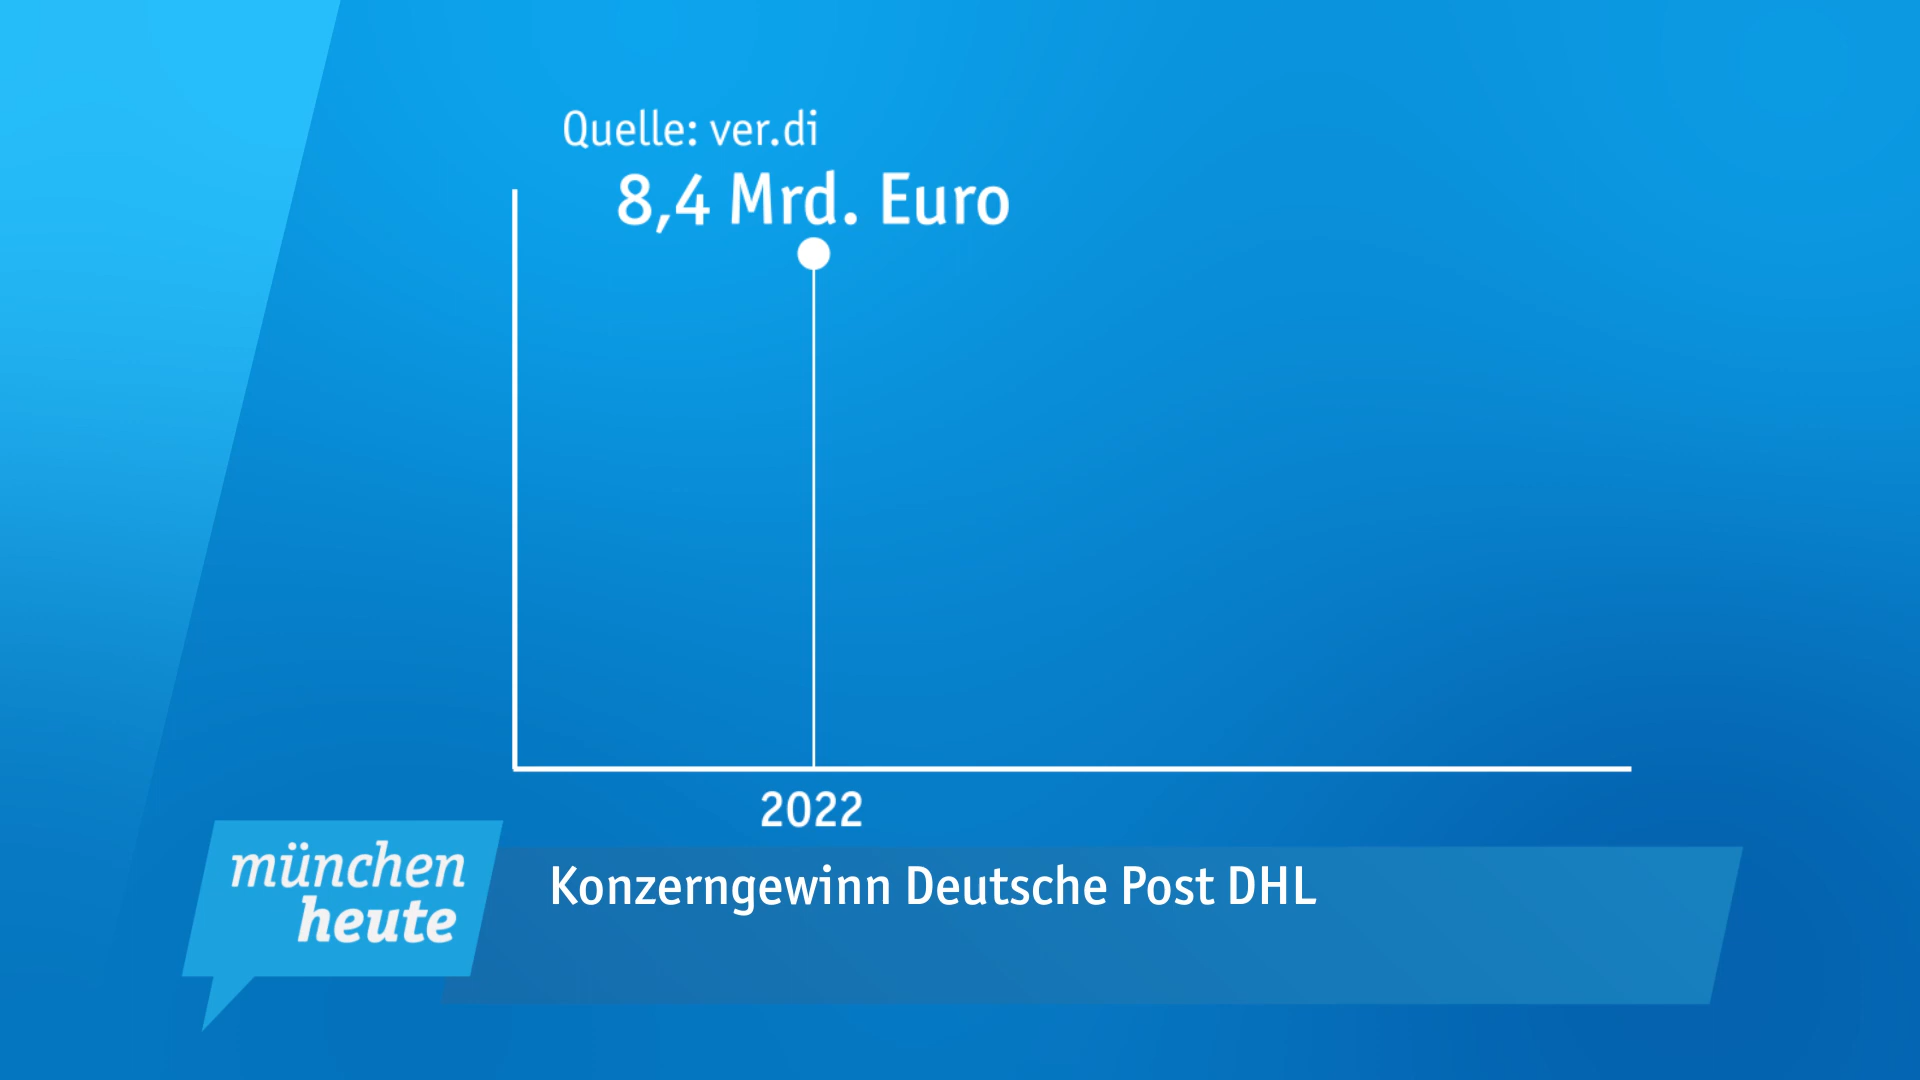 Quelle: ver.di
8,4 Mrd. Euro
2022
münchen
heute
Konzerngewinn Deutsche Post DHL